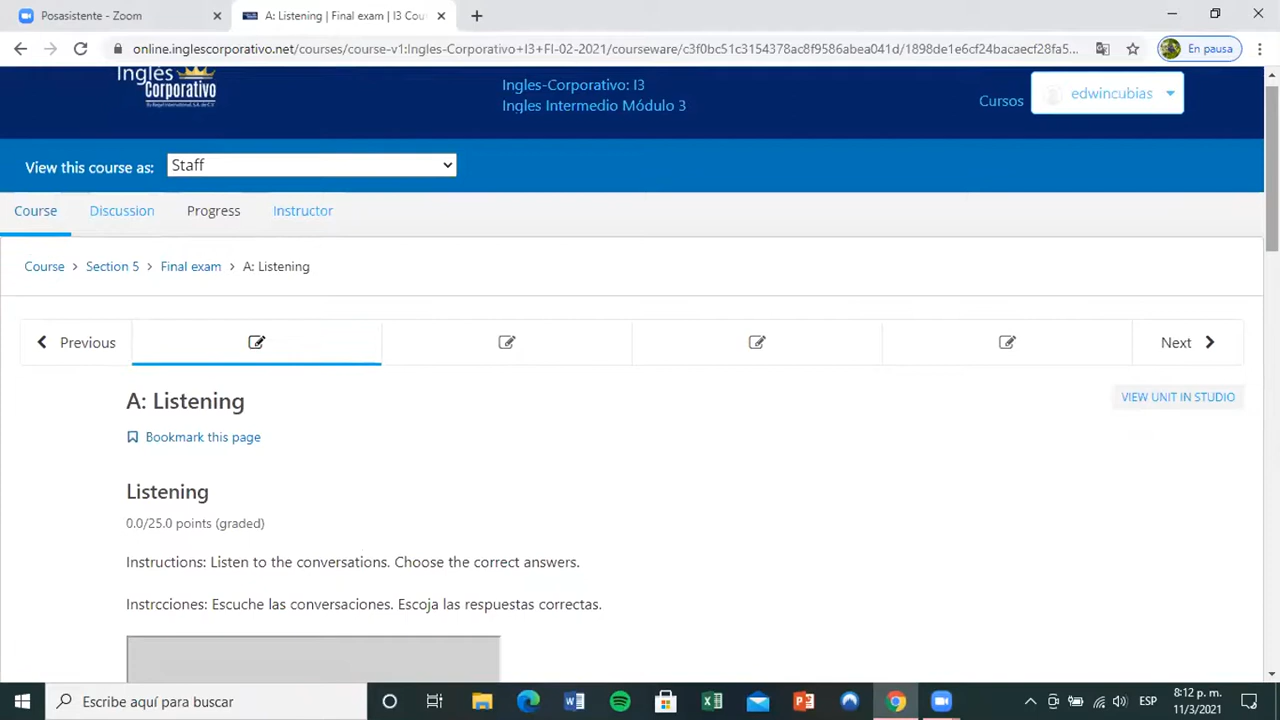 Posasistente - Zoom
A: Listening | Final exam | I3 Cou
online.inglescorporativo.net/courses/course-v1:Ingles-Corporativo+I3+FI-02-2021/courseware/c3f0bc51c3154378ac8f9586abea041d/1898de1e6cf24bacaecf28fa5...
En pausa
Inglés
Corporativo
Ingles-Corporativo: I3
Ingles Intermedio Módulo 3
Cursos
edwincubias
View this course as:
Staff
Course
Discussion
Progress
Instructor
Course > Section 5 > Final exam > A: Listening
Previous
Next
A: Listening
VIEW UNIT IN STUDIO
Bookmark this page
Listening
0.0/25.0 points (graded)
Instructions: Listen to the conversations. Choose the correct answers.
Instrcciones: Escuche las conversaciones. Escoja las respuestas correctas.
Escribe aquí para buscar
ESP
8:12 p. m.
11/3/2021